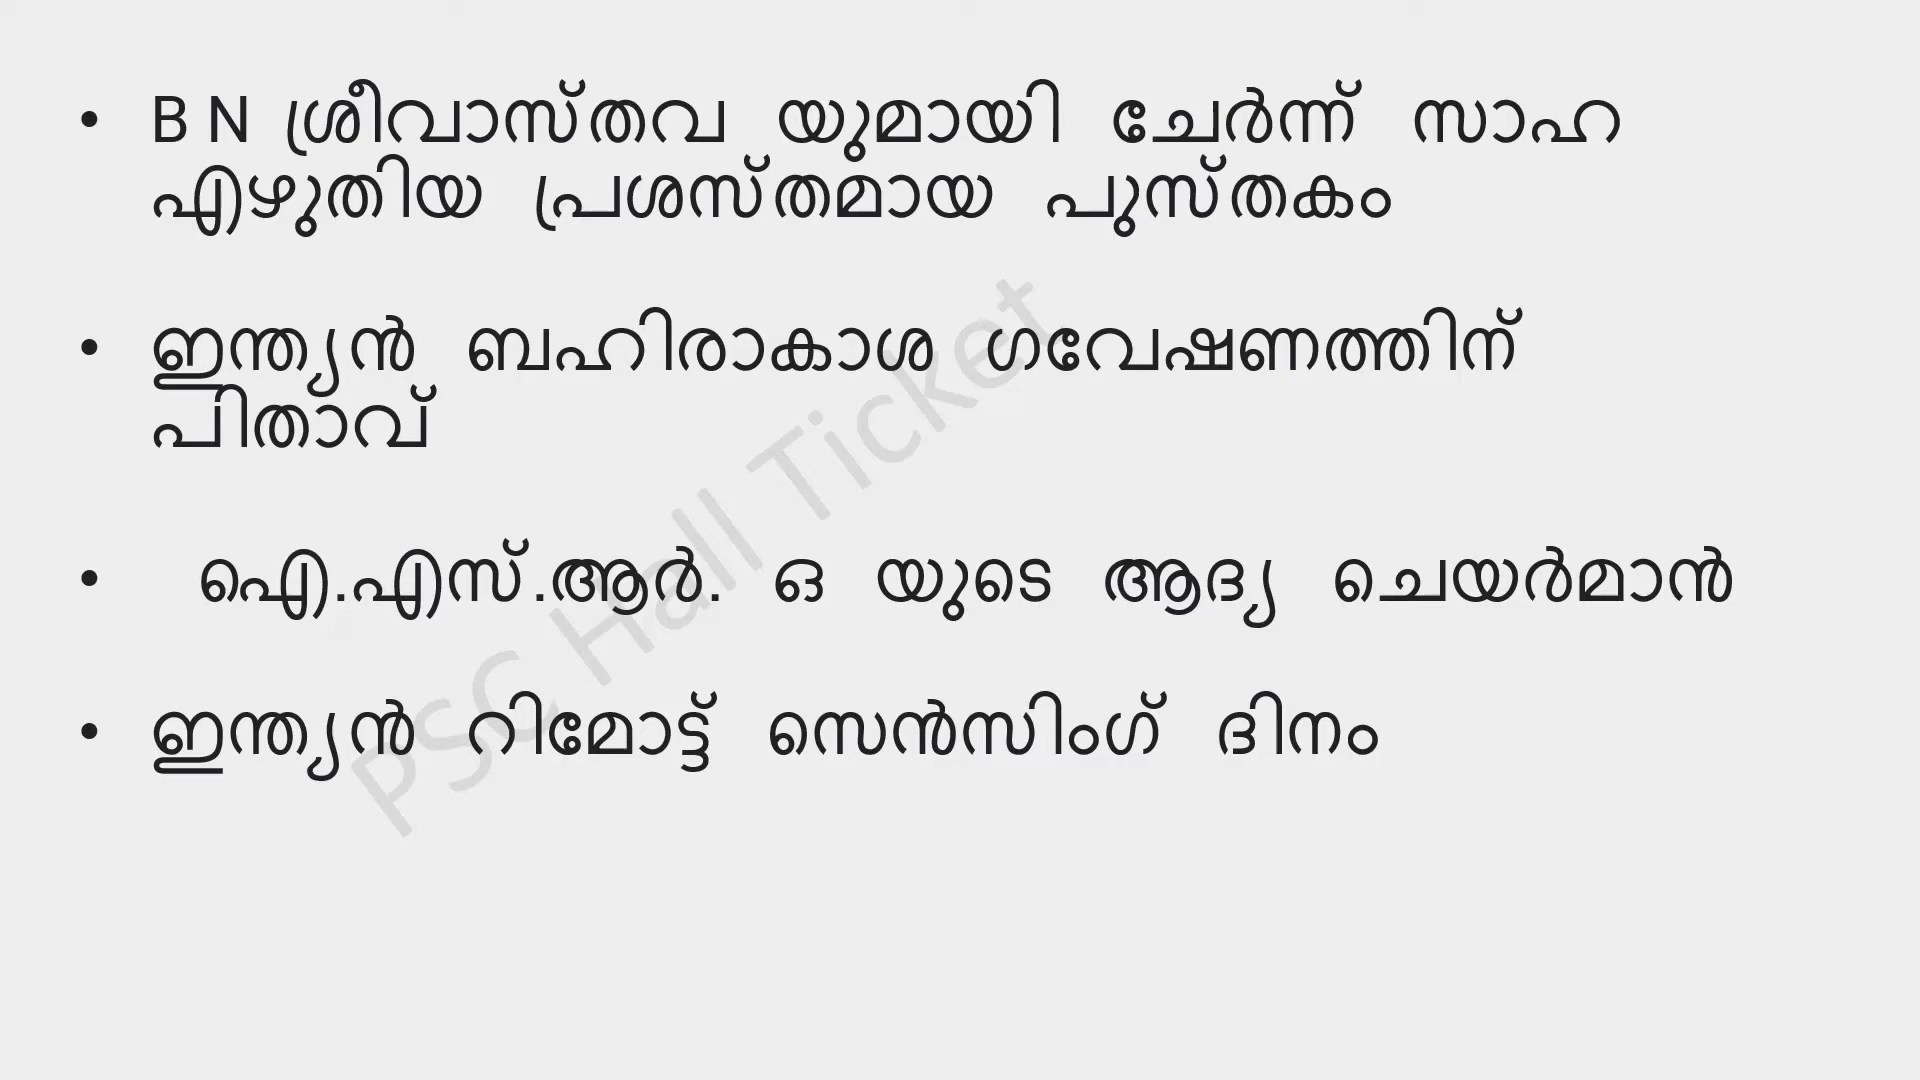 • B N ശ്രീവാസ്തവ യുമായി ചേർന്ന് സാഹ
എഴുതിയ പ്രശസ്തമായ പുസ്തകം
• ഇന്ത്യൻ ബഹിരാകാശ ഗവേഷണത്തിന്
പിതാവ്
• ഐ.എസ്.ആർ. ഒ യുടെ ആദ്യ ചെയർമാൻ
• ഇന്ത്യൻ റിമോട്ട് സെൻസിംഗ് ദിനം
PSC Hall Ticket